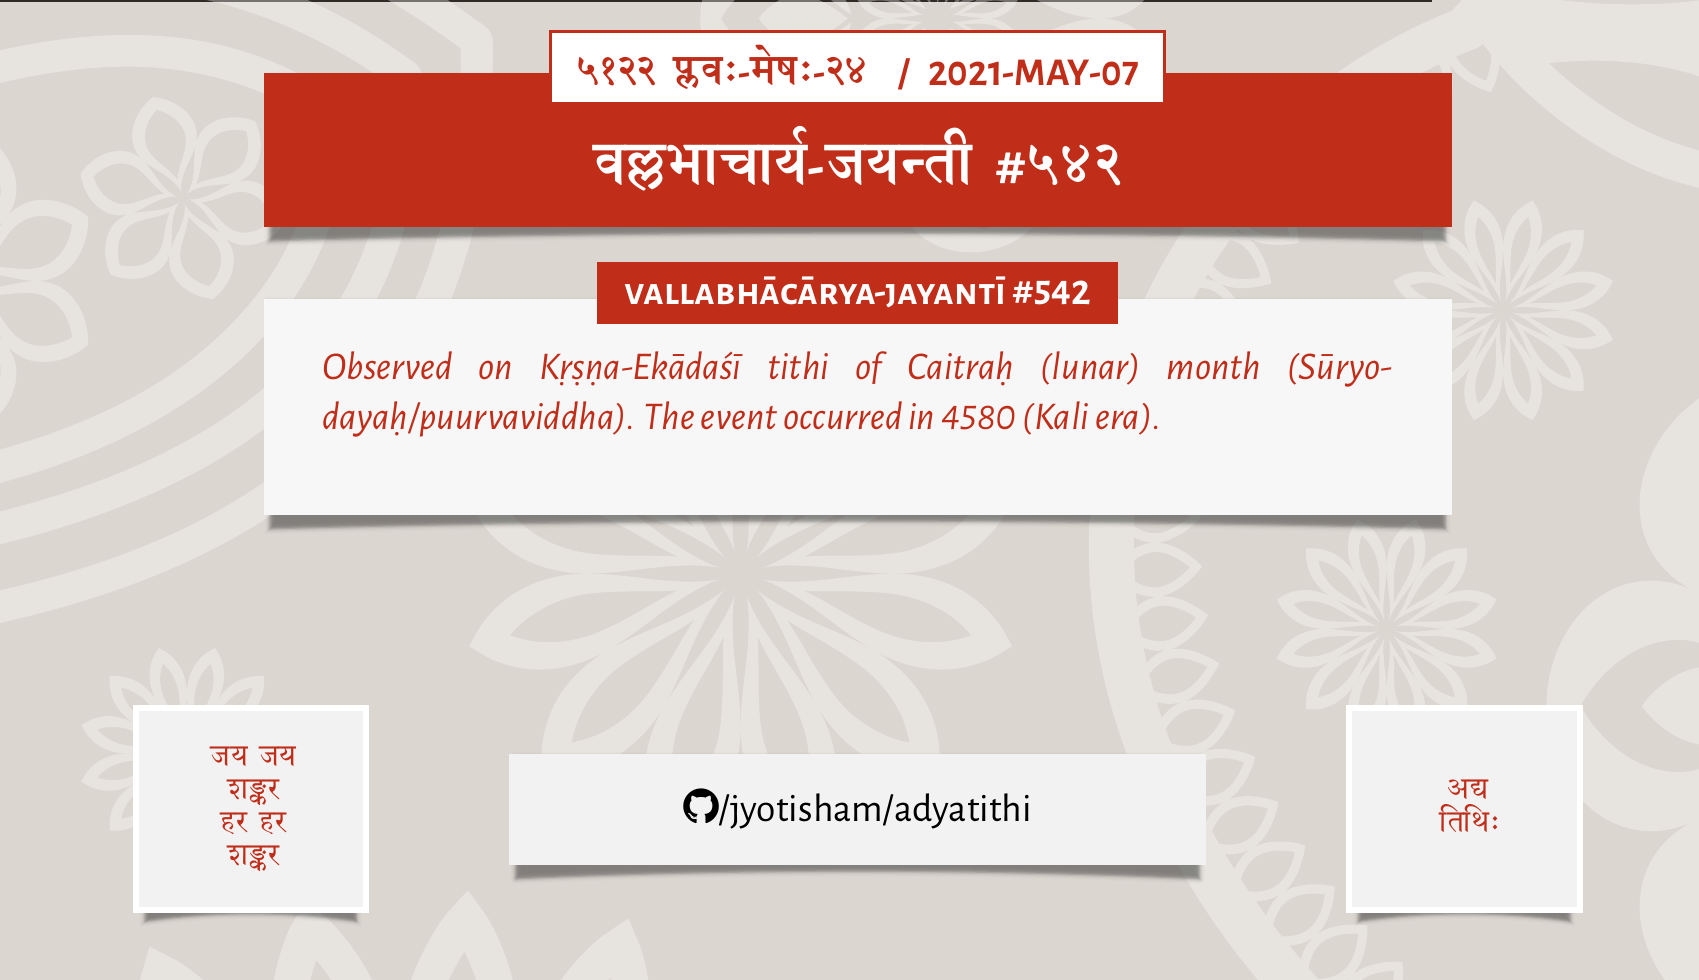 ५१२२ प्लवः-मेषः-२४ / 2021-MAY-07
वल्लभाचार्य-जयन्ती #५४२
VALLABHĀCĀRYA-JAYANTĪ #542
Observed on Kṛṣṇa-Ekādaśī tithi of Caitraḥ (lunar) month (Sūryo-
dayaḥ/puurvaviddha). The event occurred in 4580 (Kali era).
जय जय
शङ्कर
हर हर
शङ्कर
/jyotisham/adyatithi
अद्य
तिथिः